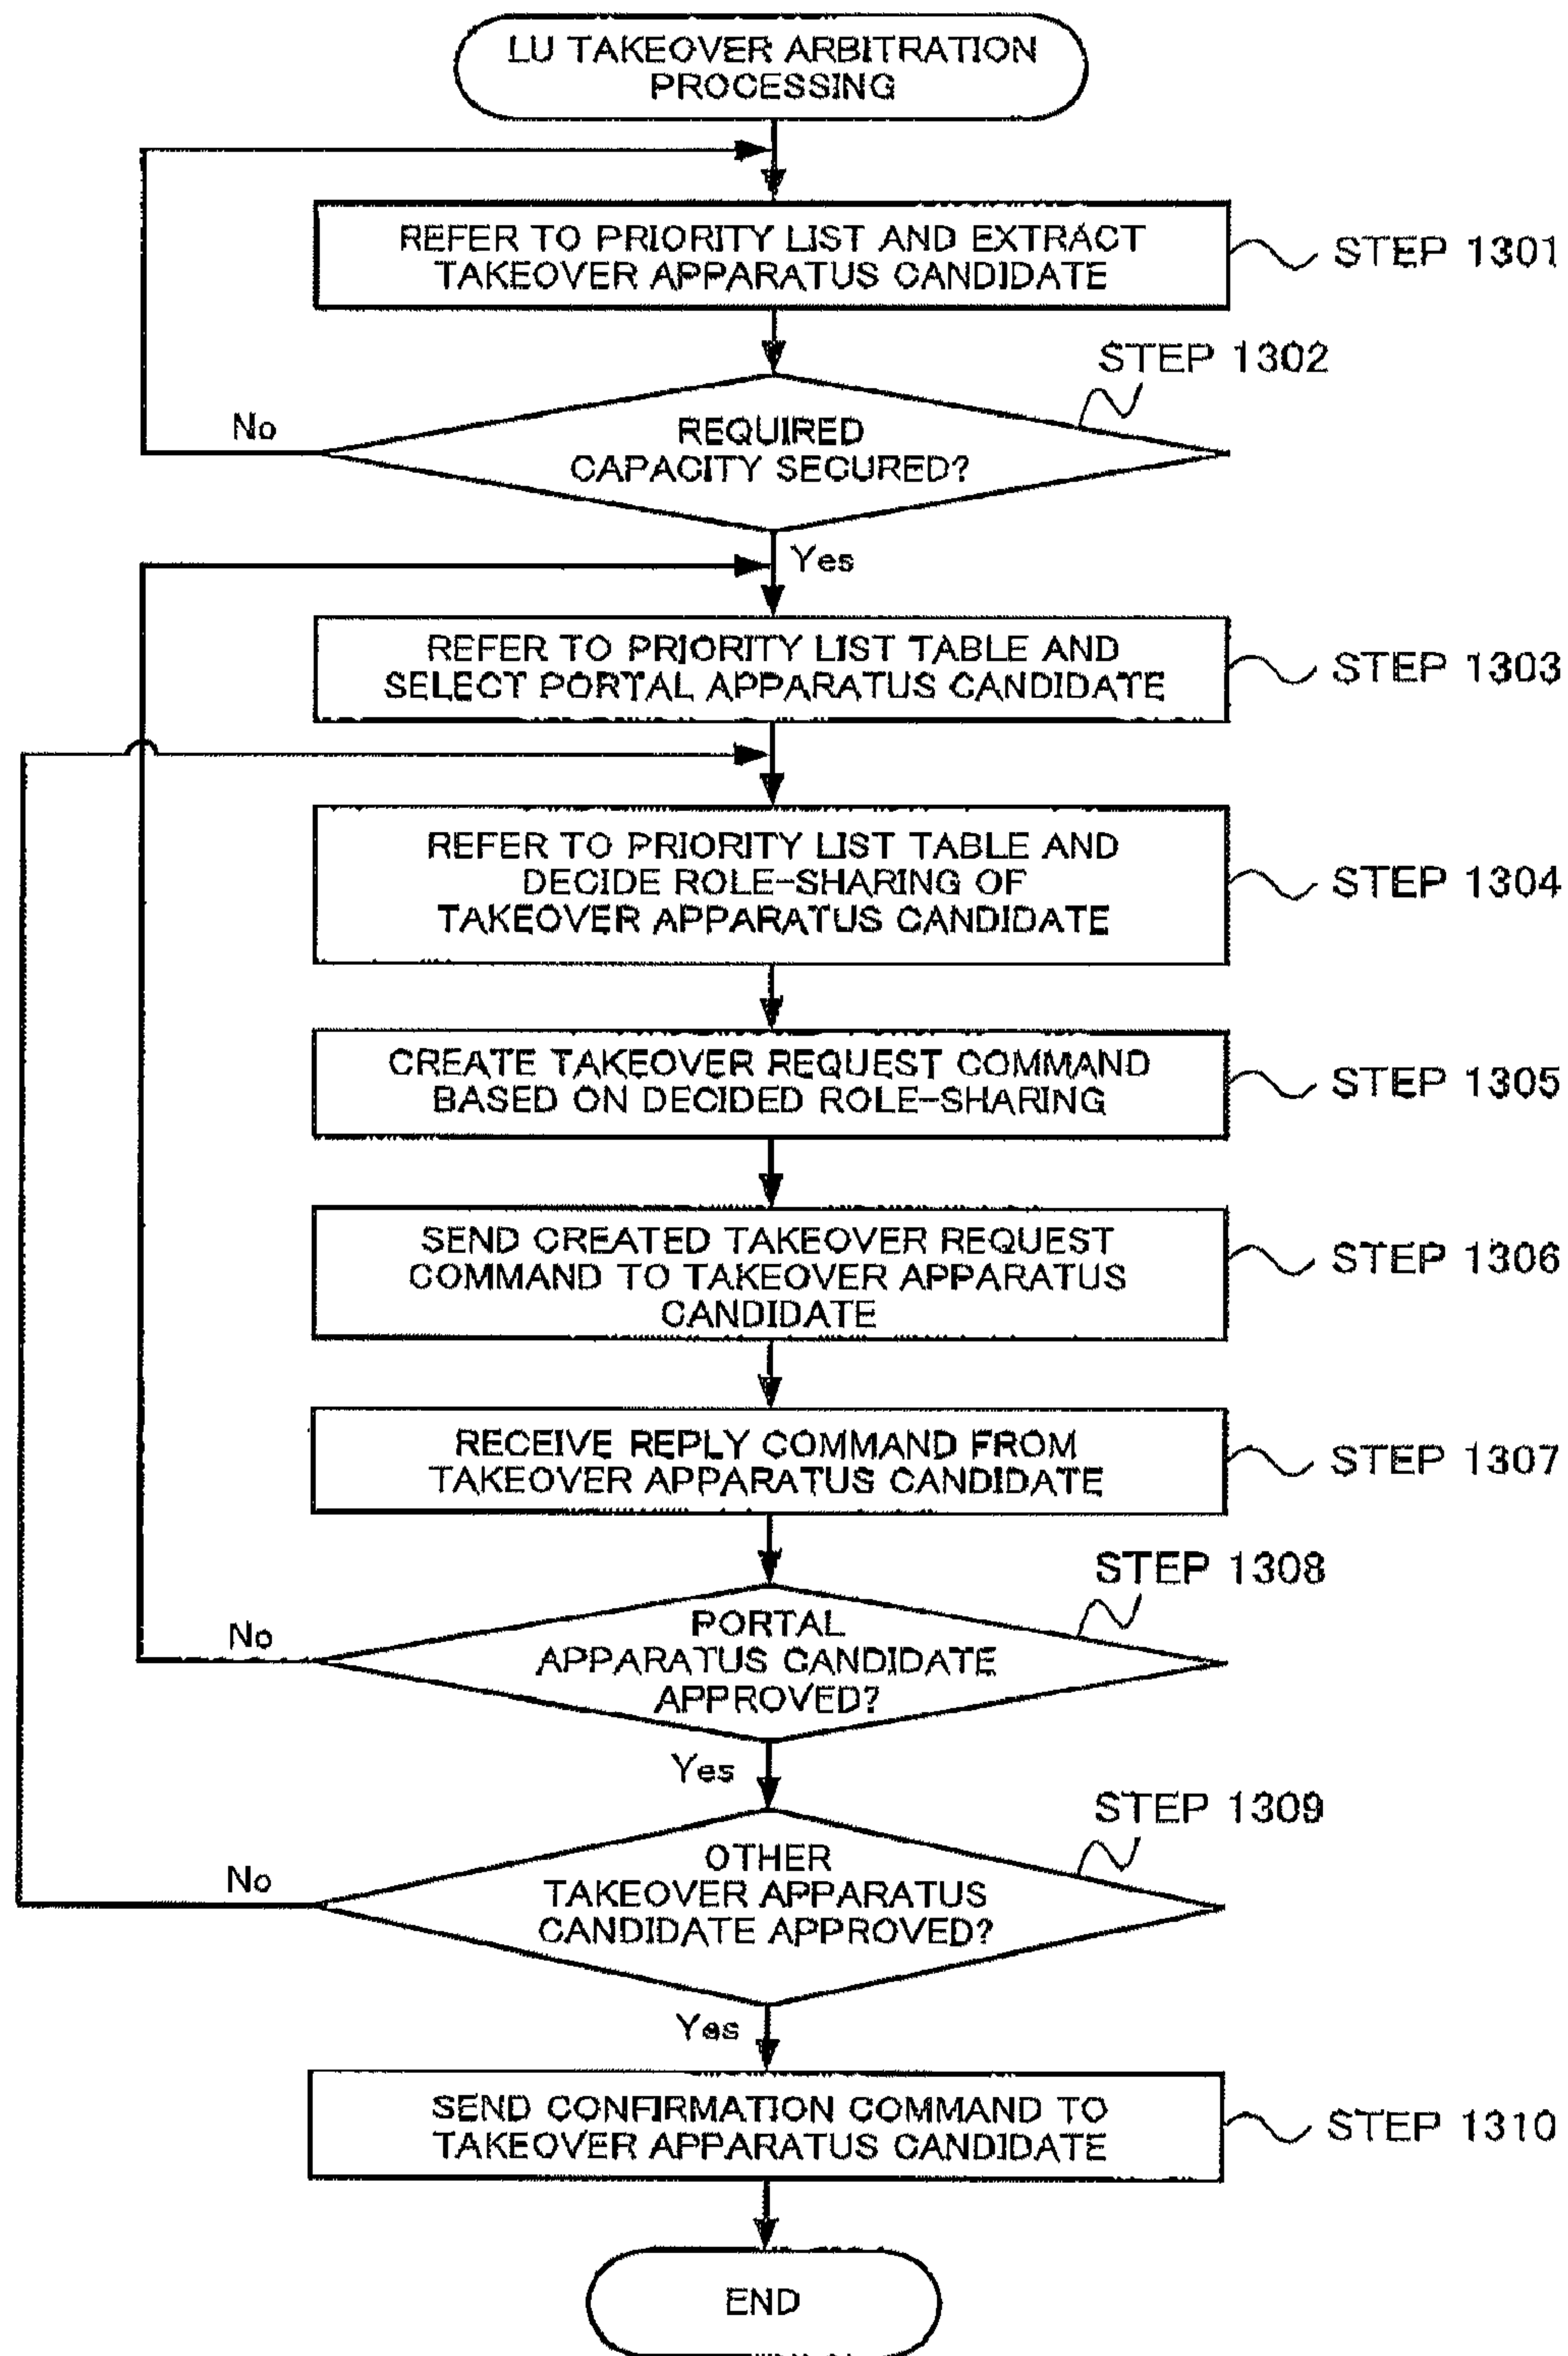 LU TAKEOVER ARBITRATION
PROCESSING
REFER TO PRIORITY LIST AND EXTRACT
TAKEOVER APPARATUS CANDIDATE
STEP 1301
STEP 1302
REQUIRED
CAPACITY SECURED?
No
Yes
REFER TO PRIORITY LIST TABLE AND
SELECT PORTAL APPARATUS CANDIDATE
STEP 1303
REFER TO PRIORITY LIST TABLE AND
DECIDE ROLE-SHARING OF
TAKEOVER APPARATUS CANDIDATE
STEP 1304
CREATE TAKEOVER REQUEST COMMAND
BASED ON DECIDED ROLE-SHARING
STEP 1305
SEND CREATED TAKEOVER REQUEST
COMMAND TO TAKEOVER APPARATUS
CANDIDATE
STEP 1306
RECEIVE REPLY COMMAND FROM
TAKEOVER APPARATUS CANDIDATE
STEP 1307
STEP 1308
PORTAL
APPARATUS CANDIDATE
APPROVED?
No
Yes
STEP 1309
OTHER
TAKEOVER APPARATUS
CANDIDATE APPROVED?
No
Yes
SEND CONFIRMATION COMMAND TO
TAKEOVER APPARATUS CANDIDATE
STEP 1310
END